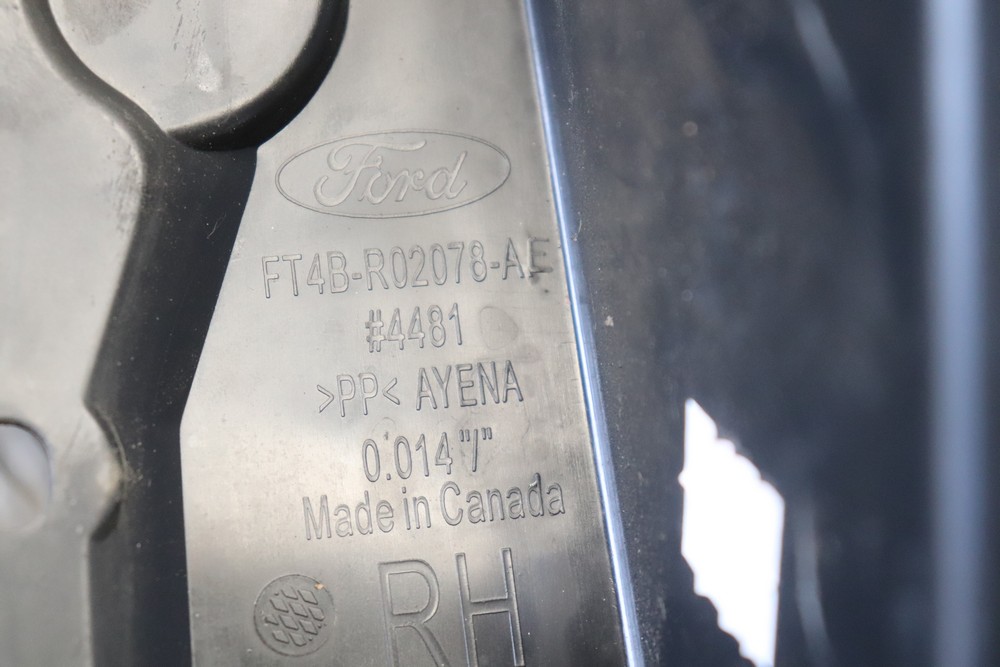 Ford
FT4B-R02078-AE
#4481
>PP< AYENA
0.014"/"
Made in Canada
RH